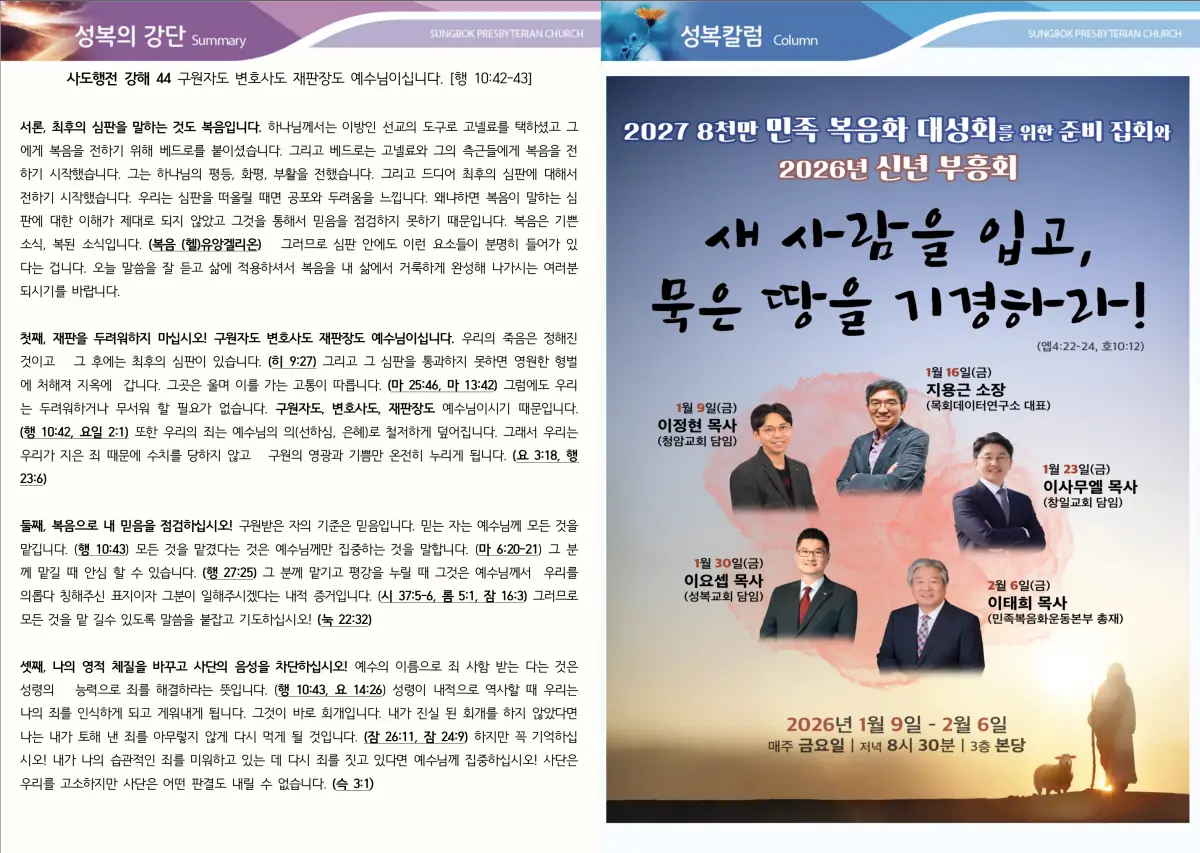 성복의 강단 Summary
SUNGBOK PRESBYTERIAN CHURCH
사도행전 강해 44 구원자도 변호사도 재판장도 예수님이십니다. [행 10:42-43]
서론, 최후의 심판을 말하는 것도 복음입니다. 하나님께서는 이방인 선교의 도구로 고넬료를 택하셨고 그
에게 복음을 전하기 위해 베드로를 붙이셨습니다. 그리고 베드로는 고넬료와 그의 측근들에게 복음을 전
하기 시작했습니다. 그는 하나님의 평등, 화평, 부활을 전했습니다. 그리고 드디어 최후의 심판에 대해서
전하기 시작했습니다. 우리는 심판을 떠올릴 때면 공포와 두려움을 느낍니다. 왜냐하면 복음이 말하는 심
판에 대한 이해가 제대로 되지 않았고 그것을 통해서 믿음을 점검하지 못하기 때문입니다. 복음은 기쁜
소식, 복된 소식입니다. (복음 (헬)유앙겔리온) 그러므로 심판 안에도 이런 요소들이 분명히 들어가 있
다는 겁니다. 오늘 말씀을 잘 듣고 삶에 적용하셔서 복음을 내 삶에서 거룩하게 완성해 나가시는 여러분
되시기를 바랍니다.
첫째, 재판을 두려워하지 마십시오! 구원자도 변호사도 재판장도 예수님이십니다. 우리의 죽음은 정해진
것이고 그 후에는 최후의 심판이 있습니다. (히 9:27) 그리고 그 심판을 통과하지 못하면 영원한 형벌
에 처해져 지옥에 갑니다. 그곳은 울며 이를 가는 고통이 따릅니다. (마 25:46, 마 13:42) 그럼에도 우리
는 두려워하거나 무서워 할 필요가 없습니다. 구원자도, 변호사도, 재판장도 예수님이시기 때문입니다.
(행 10:42, 요일 2:1) 또한 우리의 죄는 예수님의 의(선하심, 은혜)로 철저하게 덮어집니다. 그래서 우리는
우리가 지은 죄 때문에 수치를 당하지 않고 구원의 영광과 기쁨만 온전히 누리게 됩니다. (요 3:18, 행
23:6)
둘째, 복음으로 내 믿음을 점검하십시오! 구원받은 자의 기준은 믿음입니다. 믿는 자는 예수님께 모든 것을
맡깁니다. (행 10:43) 모든 것을 맡겼다는 것은 예수님께만 집중하는 것을 말합니다. (마 6:20-21) 그 분
께 맡길 때 안심 할 수 있습니다. (행 27:25) 그 분께 맡기고 평강을 누릴 때 그것은 예수님께서 우리를
의롭다 칭해주신 표지이자 그분이 일해주시겠다는 내적 증거입니다. (시 37:5-6, 롬 5:1, 잠 16:3) 그러므로
모든 것을 맡 길수 있도록 말씀을 붙잡고 기도하십시오! (눅 22:32)
셋째, 나의 영적 체질을 바꾸고 사단의 음성을 차단하십시오! 예수의 이름으로 죄 사함 받는 다는 것은
성령의 능력으로 죄를 해결하라는 뜻입니다. (행 10:43, 요 14:26) 성령이 내적으로 역사할 때 우리는
나의 죄를 인식하게 되고 게워내게 됩니다. 그것이 바로 회개입니다. 내가 진실 된 회개를 하지 않았다면
나는 내가 토해 낸 죄를 아무렇지 않게 다시 먹게 될 것입니다. (잠 26:11, 잠 24:9) 하지만 꼭 기억하십
시오! 내가 나의 습관적인 죄를 미워하고 있는 데 다시 죄를 짓고 있다면 예수님께 집중하십시오! 사단은
우리를 고소하지만 사단은 어떤 판결도 내릴 수 없습니다. (슥 3:1)
성복칼럼 Column
SUNGBOK PRESBYTERIAN CHURCH
2027 8천만 민족 복음화 대성회를 위한 준비 집회와
2026년 신년 부흥회
새 사람을 입고,
묵은 땅을 기경하라!
(엡4:22-24, 호10:12)
1월 9일(금)
이정현 목사
(청암교회 담임)
1월 16일(금)
지용근 소장
(목회데이터연구소 대표)
1월 23일(금)
이사무엘 목사
(창일교회 담임)
1월 30일(금)
이요셉 목사
(성복교회 담임)
2월 6일(금)
이태희 목사
(민족복음화운동본부 총재)
2026년 1월 9일 - 2월 6일
매주 금요일 | 저녁 8시 30분 | 3층 본당